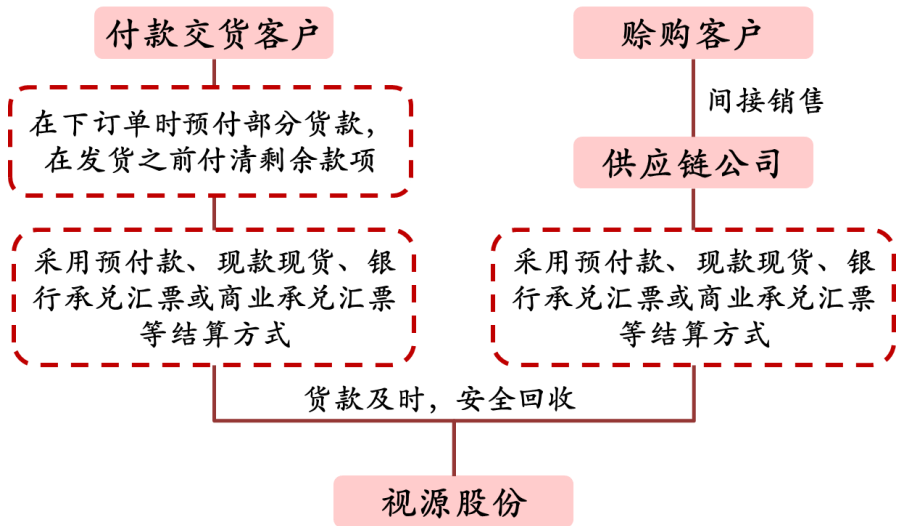 付款交货客户
在下订单时预付部分货款，
在发货之前付清剩余款项
采用预付款、现款现货、银
行承兑汇票或商业承兑汇票
等结算方式
赊购客户
间接销售
供应链公司
采用预付款、现款现货、银
行承兑汇票或商业承兑汇票
等结算方式
货款及时，安全回收
视源股份